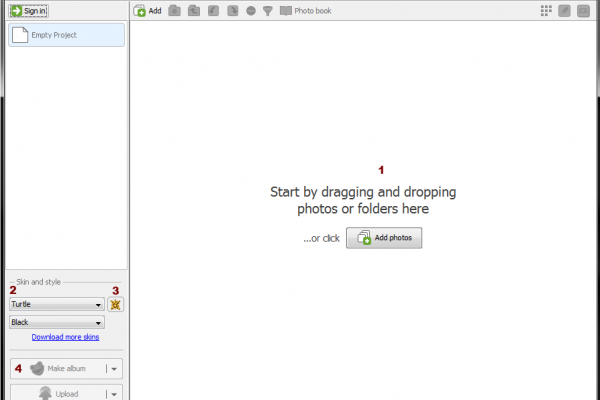 Sign in
Add
Photo book
Empty Project
1
Start by dragging and dropping
photos or folders here
...or click
Add photos
Skin and style
2
3
Turtle
Black
Download more skins
4
Make album
Upload